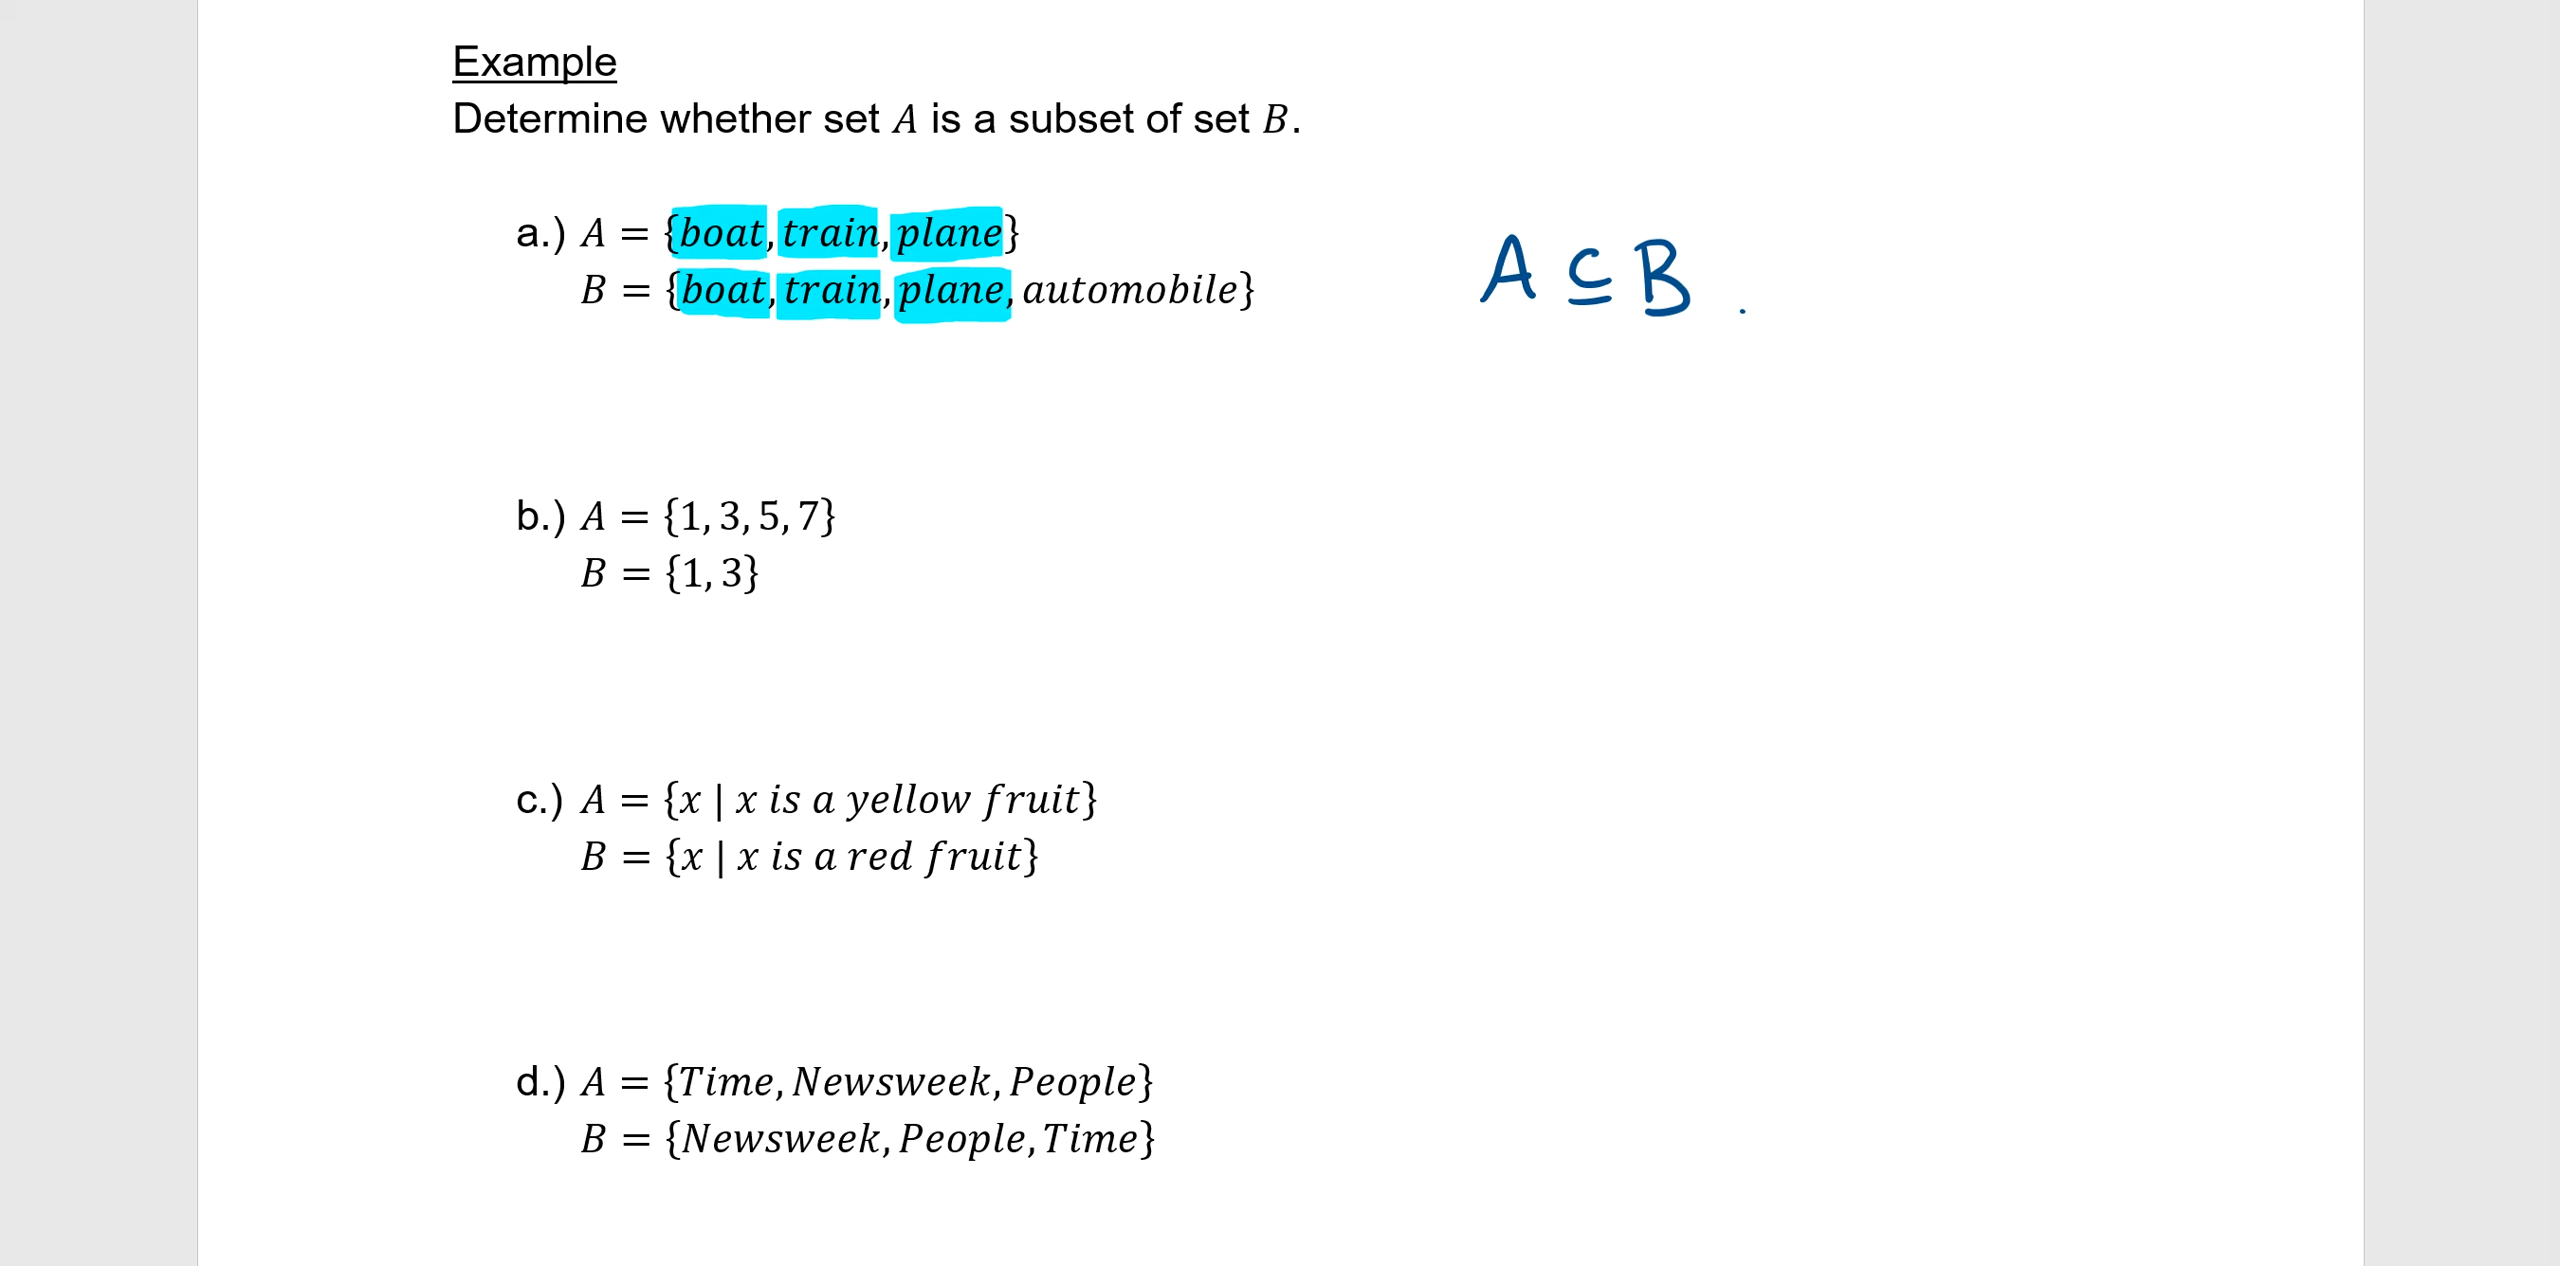 Example
Determine whether set A is a subset of set B.
a.) A = {boat, train, plane}
B = {boat, train, plane, automobile}
A ⊆ B .
b.) A = {1, 3, 5, 7}
B = {1, 3}
c.) A = {x | x is a yellow fruit}
B = {x | x is a red fruit}
d.) A = {Time, Newsweek, People}
B = {Newsweek, People, Time}